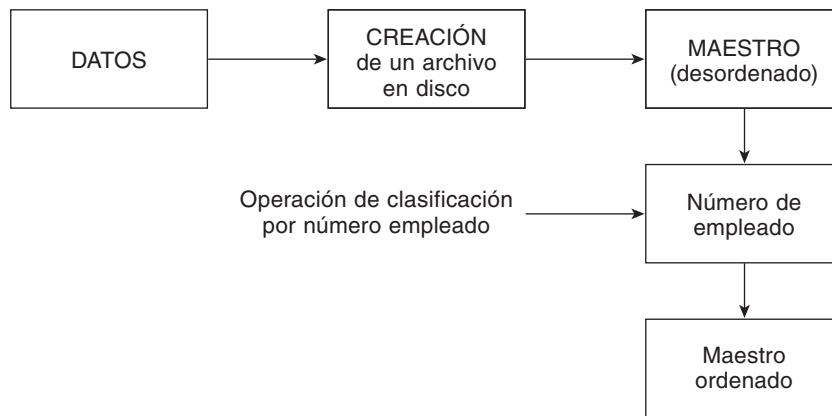 DATOS
CREACIÓN
de un archivo
en disco
MAESTRO
(desordenado)
Operación de clasificación
por número empleado
Número de
empleado
Maestro
ordenado